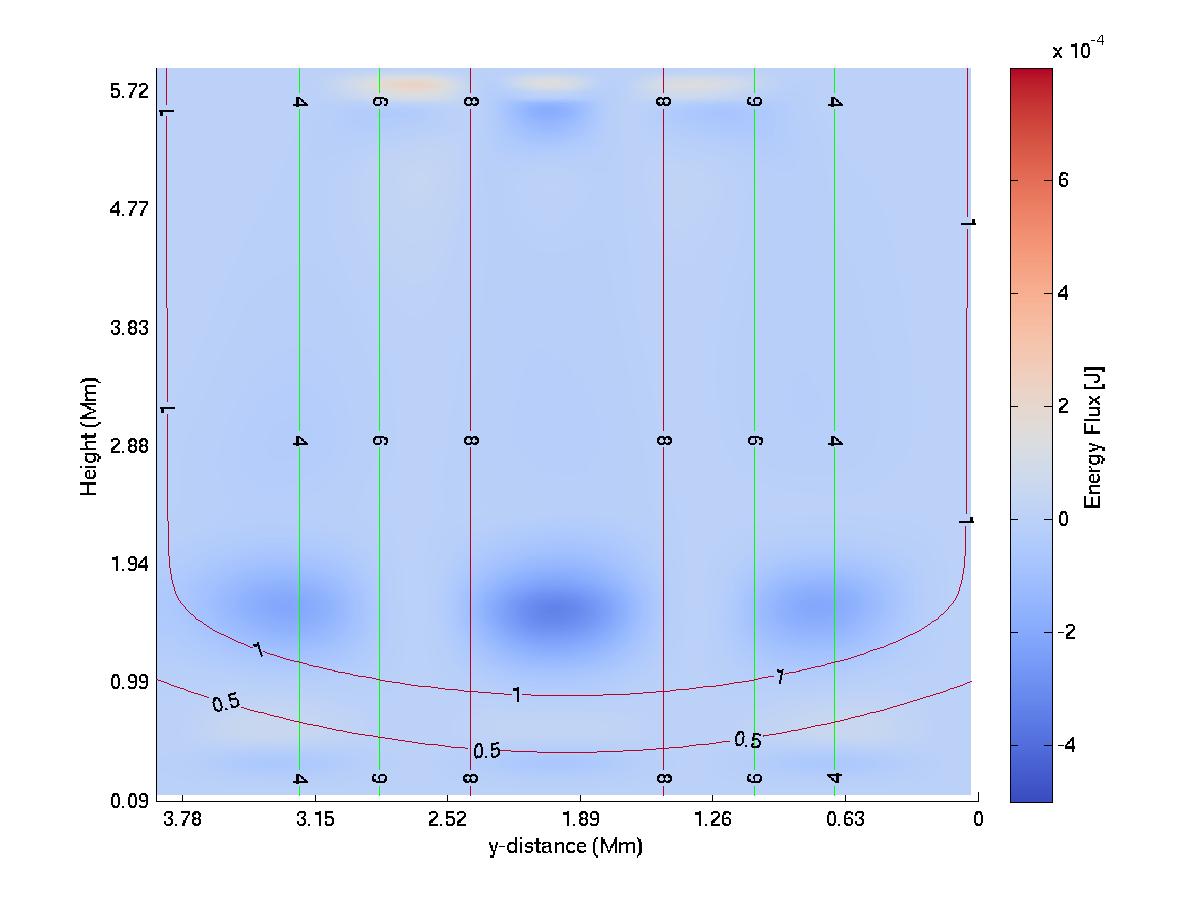 x 10-4
5.72
4.77
3.83
2.88
1.94
0.99
0.09
Height (Mm)
3.78 3.15 2.52 1.89 1.26 0.63 0
y-distance (Mm)
1 4 6 8 8 6 4
1
1 4 6 8 8 6 4
1
1 1 1
0.5 0.5 0.5
4 6 8 8 6 4
6
4
2
0
-2
-4
Energy Flux [J]